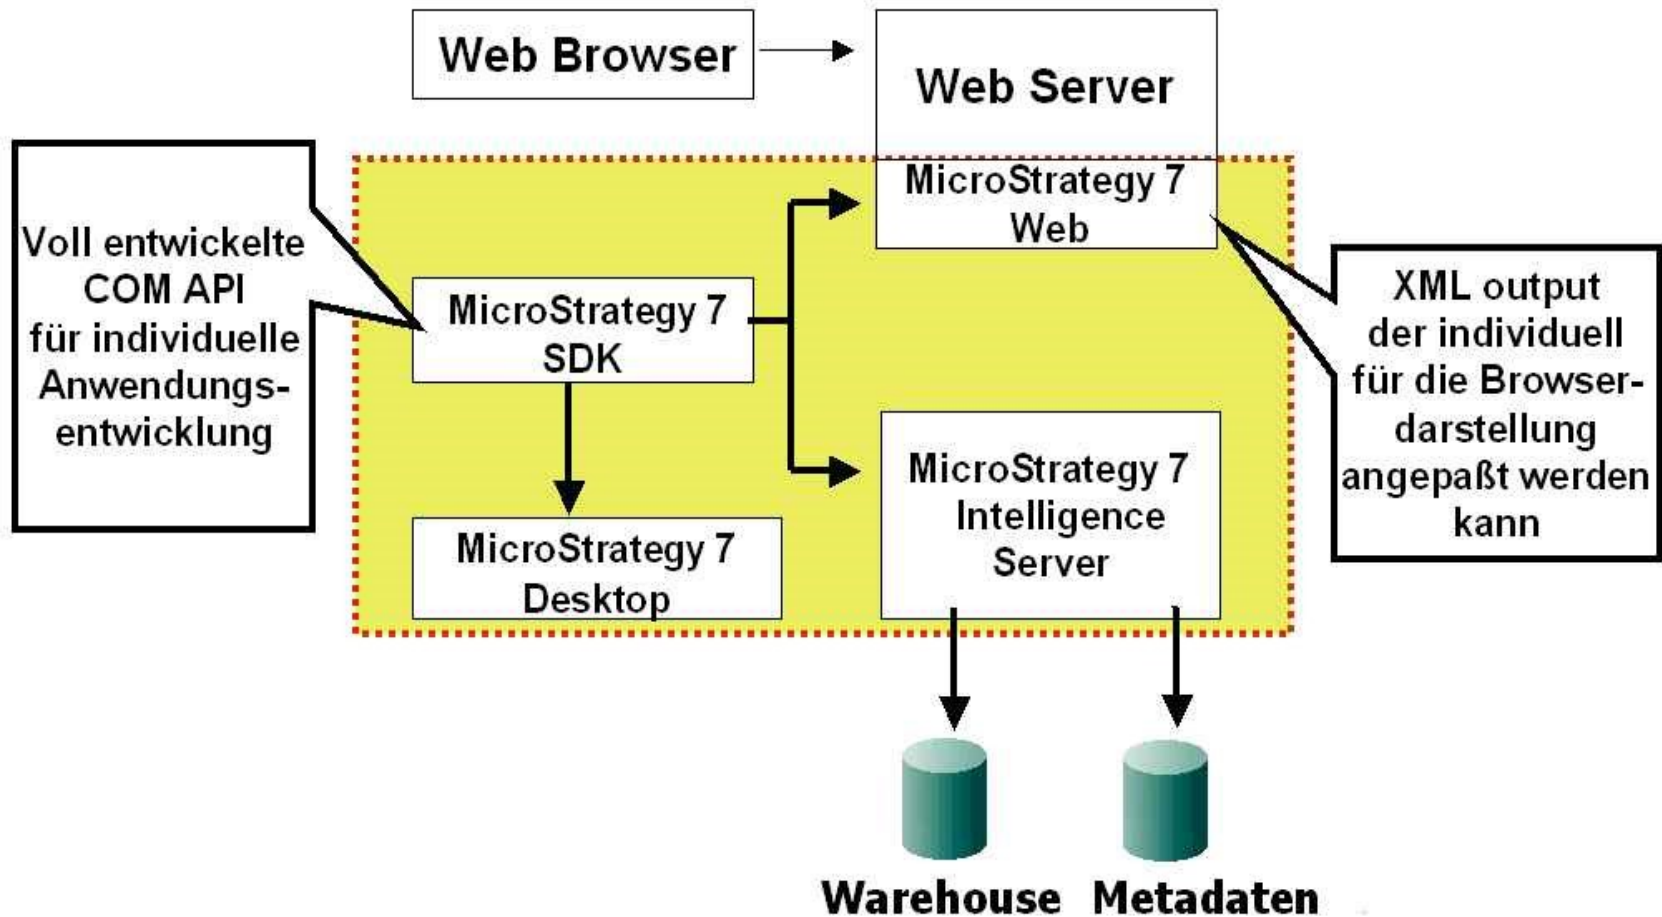 Web Browser
Web Server
MicroStrategy 7
Web
Voll entwickelte
COM API
für individuelle
Anwendungs-
entwicklung
MicroStrategy 7
SDK
XML output
der individuell
für die Browser-
darstellung
angepaßt werden
kann
MicroStrategy 7
Desktop
MicroStrategy 7
Intelligence
Server
Warehouse
Metadaten